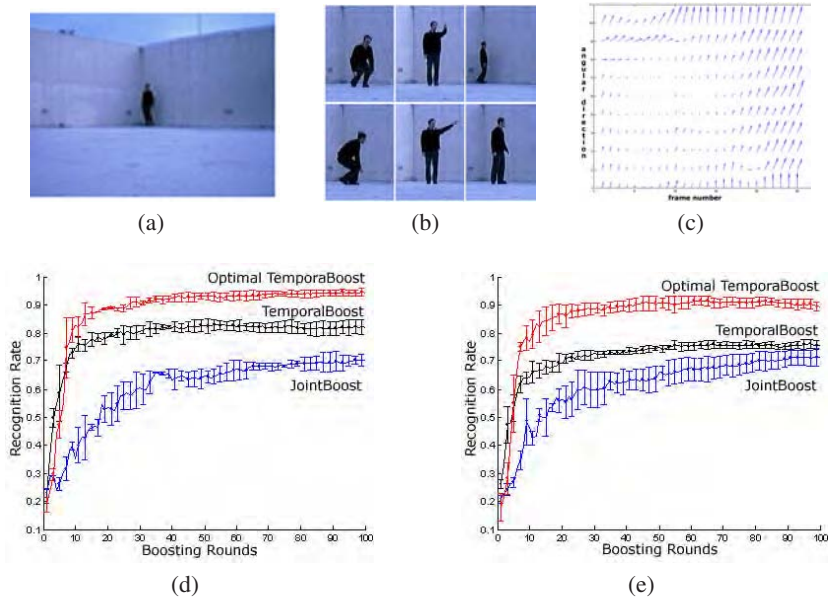 angular direction
frame number
(a)
(b)
(c)
1
0.9
0.8
0.7
0.6
0.5
0.4
0.3
0.2
0.1
Recognition Rate
Optimal TemporaBoost
TemporalBoost
JointBoost
0 10 20 30 40 50 60 70 80 90 100
Boosting Rounds
(d)
1
0.9
0.8
0.7
0.6
0.5
0.4
0.3
0.2
0.1
Recognition Rate
Optimal TemporaBoost
TemporalBoost
JointBoost
0 10 20 30 40 50 60 70 80 90 100
Boosting Rounds
(e)